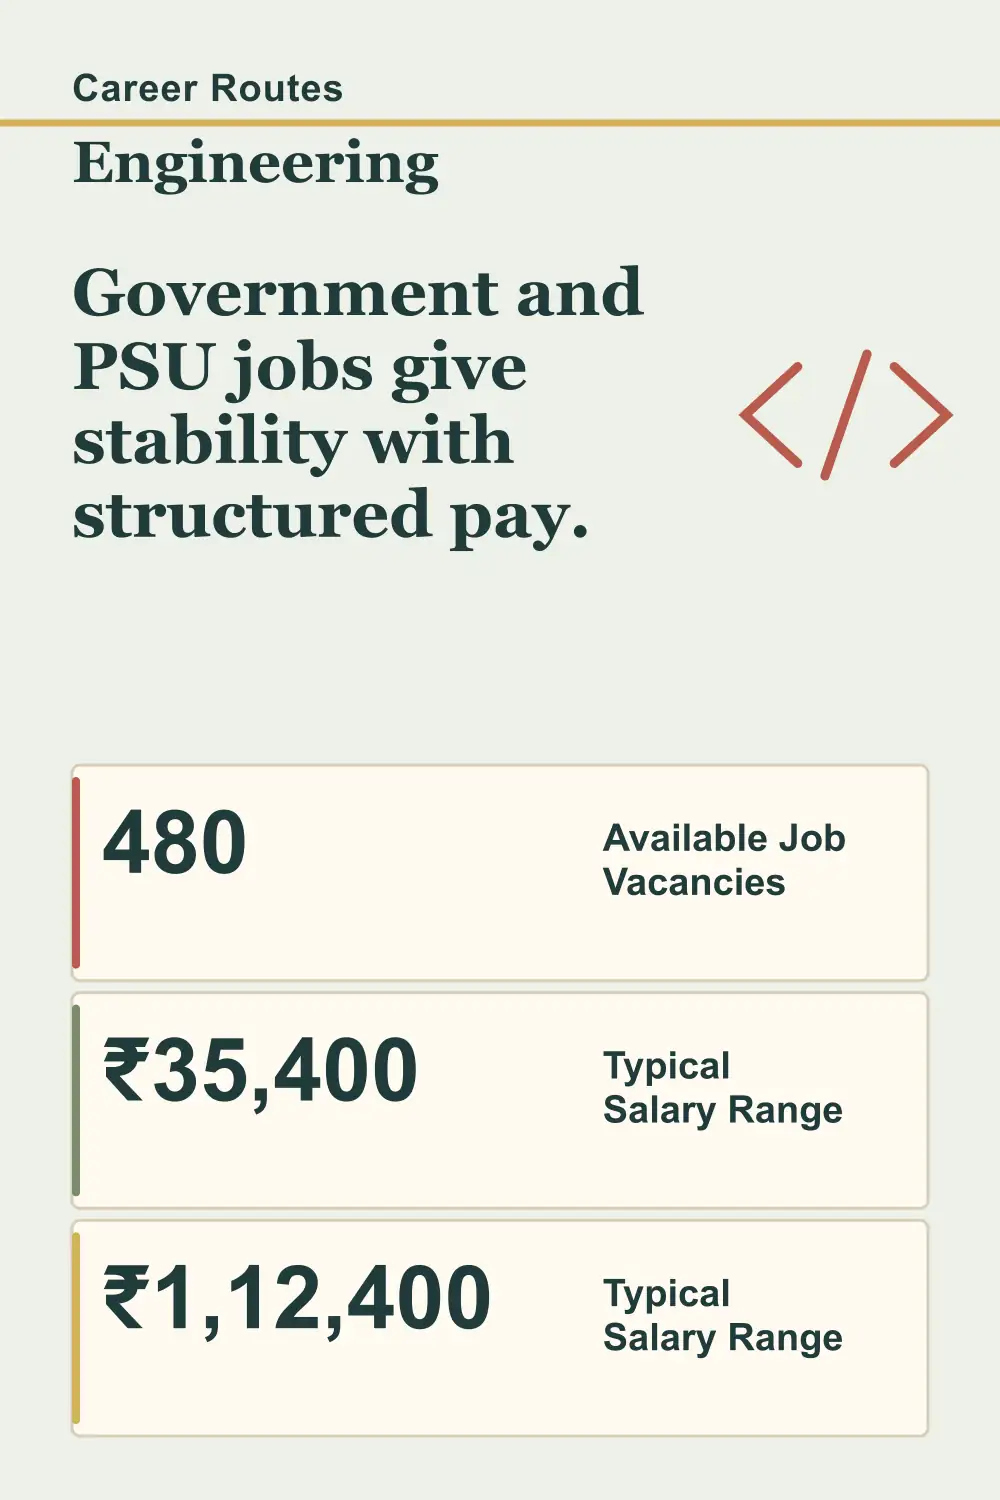 Career Routes
Engineering
Government and
PSU jobs give
stability with
structured pay.
480
Available Job
Vacancies
₹35,400
Typical
Salary Range
₹1,12,400
Typical
Salary Range